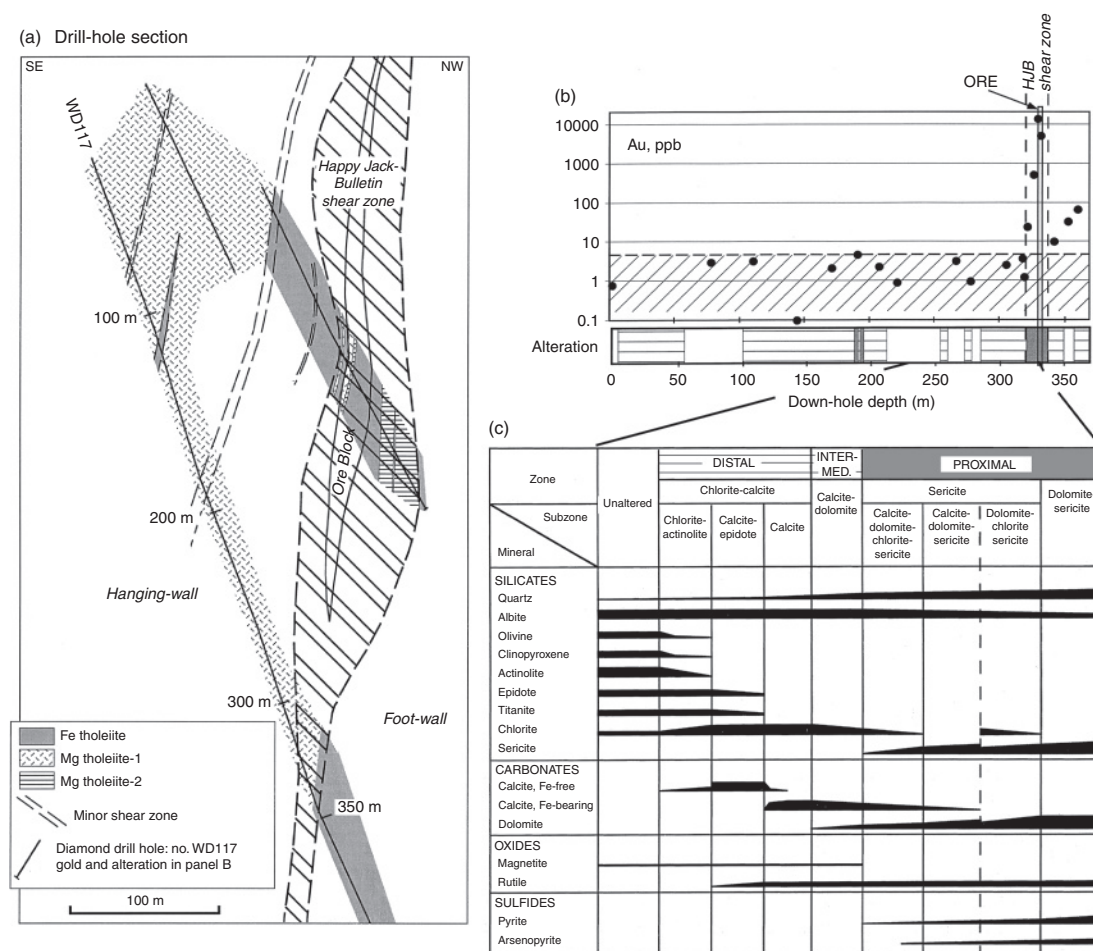 (a) Drill-hole section
SE
NW
WD117
Happy Jack-
Bulletin
shear zone
100 m
Ore Block
200 m
Hanging-wall
300 m
Foot-wall
350 m
Fe tholeiite
Mg tholeiite-1
Mg tholeiite-2
Minor shear zone
Diamond drill hole: no. WD117
gold and alteration in panel B
100 m
(b)
ORE
HJB
shear zone
Au, ppb
10000
1000
100
10
1
0.1
Alteration
0 50 100 150 200 250 300 350
Down-hole depth (m)
(c)
Zone
Subzone
Mineral
Unaltered
DISTAL
INTER-
MED.
PROXIMAL
Chlorite-calcite
Calcite-
dolomite
Sericite
Dolomite-
sericite
Chlorite-
actinolite
Calcite-
epidote
Calcite
Calcite-
dolomite-
chlorite-
sericite
Calcite-
dolomite-
sericite
Dolomite-
chlorite-
sericite
SILICATES
Quartz
Albite
Olivine
Clinopyroxene
Actinolite
Epidote
Titanite
Chlorite
Sericite
CARBONATES
Calcite, Fe-free
Calcite, Fe-bearing
Dolomite
OXIDES
Magnetite
Rutile
SULFIDES
Pyrite
Arsenopyrite